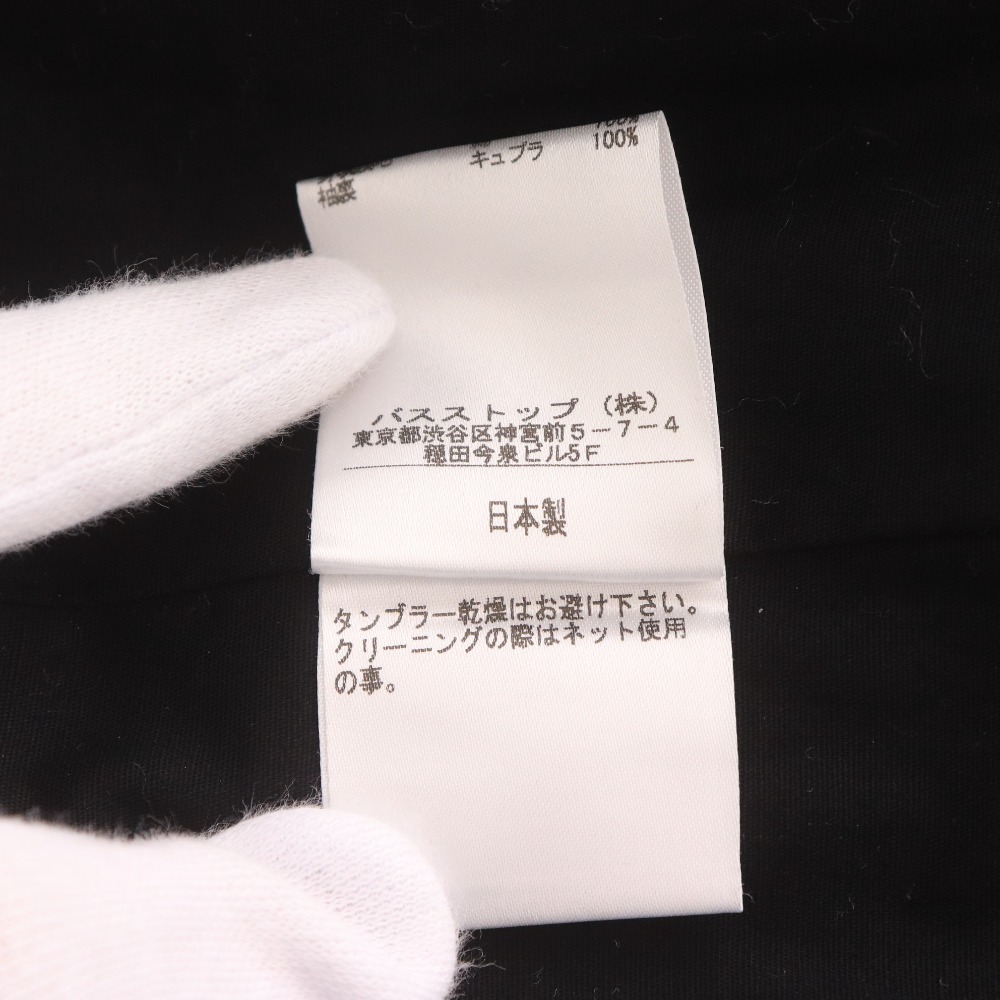 100%
袖裏 キュプラ 100%
バスストップ（株）
東京都渋谷区神宮前5－7－4
穏田今泉ビル5F
日本製
タンブラー乾燥はお避け下さい。
クリーニングの際はネット使用
の事。